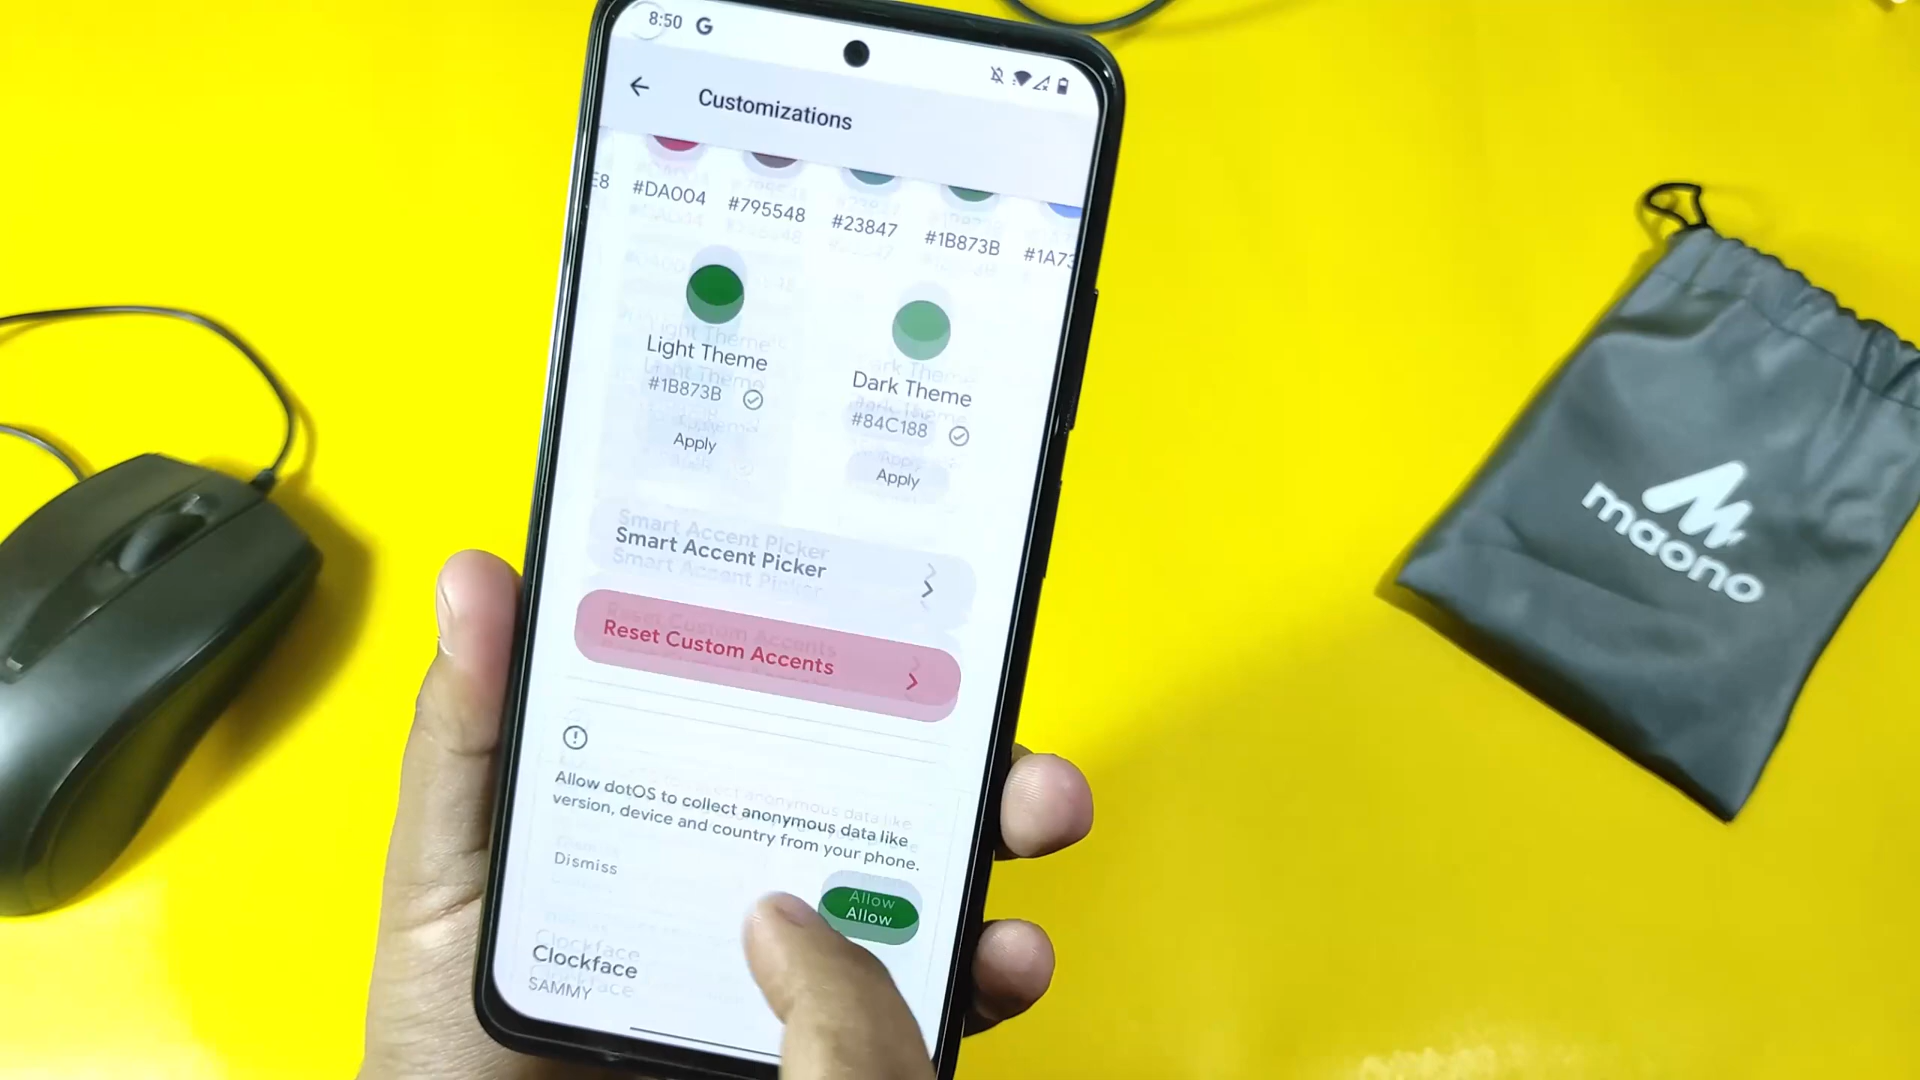 8:50 G
Customizations
E8 #DA004 #795548 #23847 #1B873B #1A73
Light Theme
#1B873B
Apply
Dark Theme
#84C188
Apply
Smart Accent Picker
Reset Custom Accents
Allow dotOS to collect anonymous data like
version, device and country from your phone.
Dismiss
Allow
Clockface
SAMMY
maono